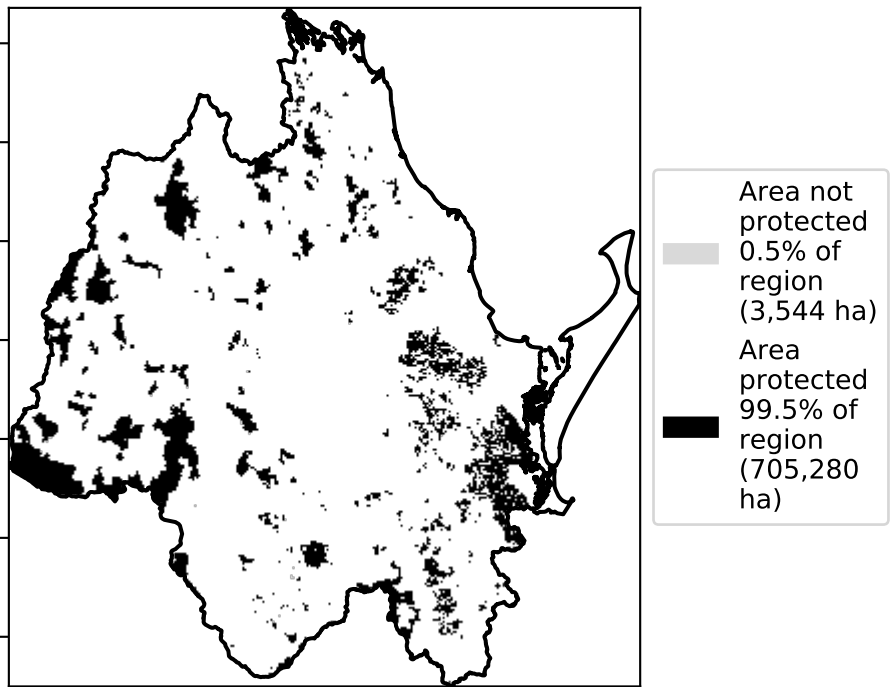 Area not
protected
0.5% of
region
(3,544 ha)
Area
protected
99.5% of
region
(705,280
ha)